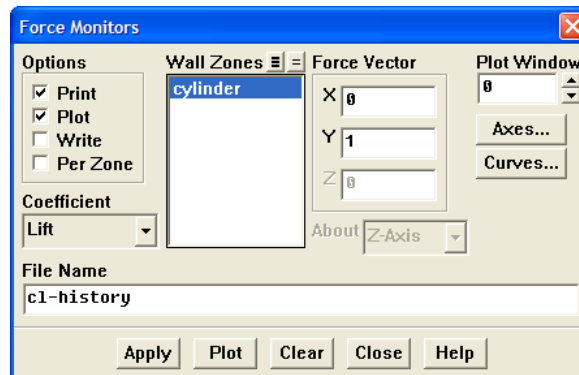 Force Monitors
Options
Print
Plot
Write
Per Zone
Coefficient
Lift
Wall Zones
cylinder
Force Vector
X 0
Y 1
Z 0
About Z-Axis
Plot Window
0
Axes...
Curves...
File Name
cl-history
Apply Plot Clear Close Help